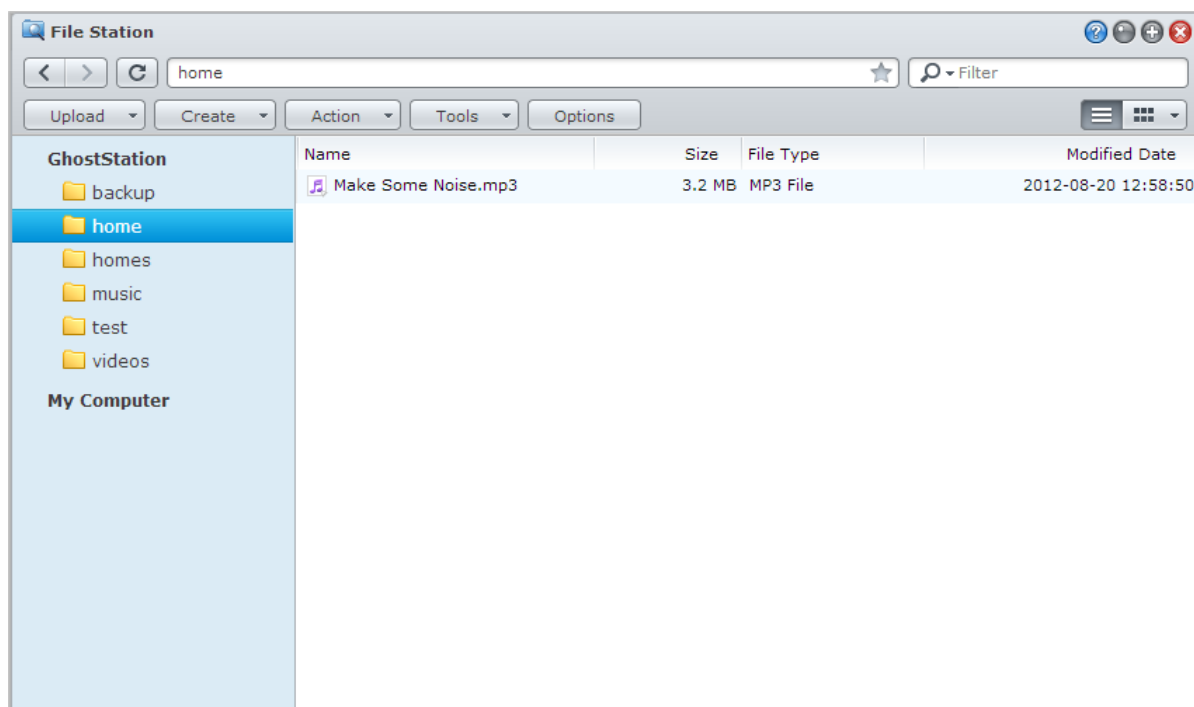 File Station
home
Filter
Upload Create Action Tools Options
GhostStation
backup
home
homes
music
test
videos
My Computer
Name Size File Type Modified Date
Make Some Noise.mp3 3.2 MB MP3 File 2012-08-20 12:58:50